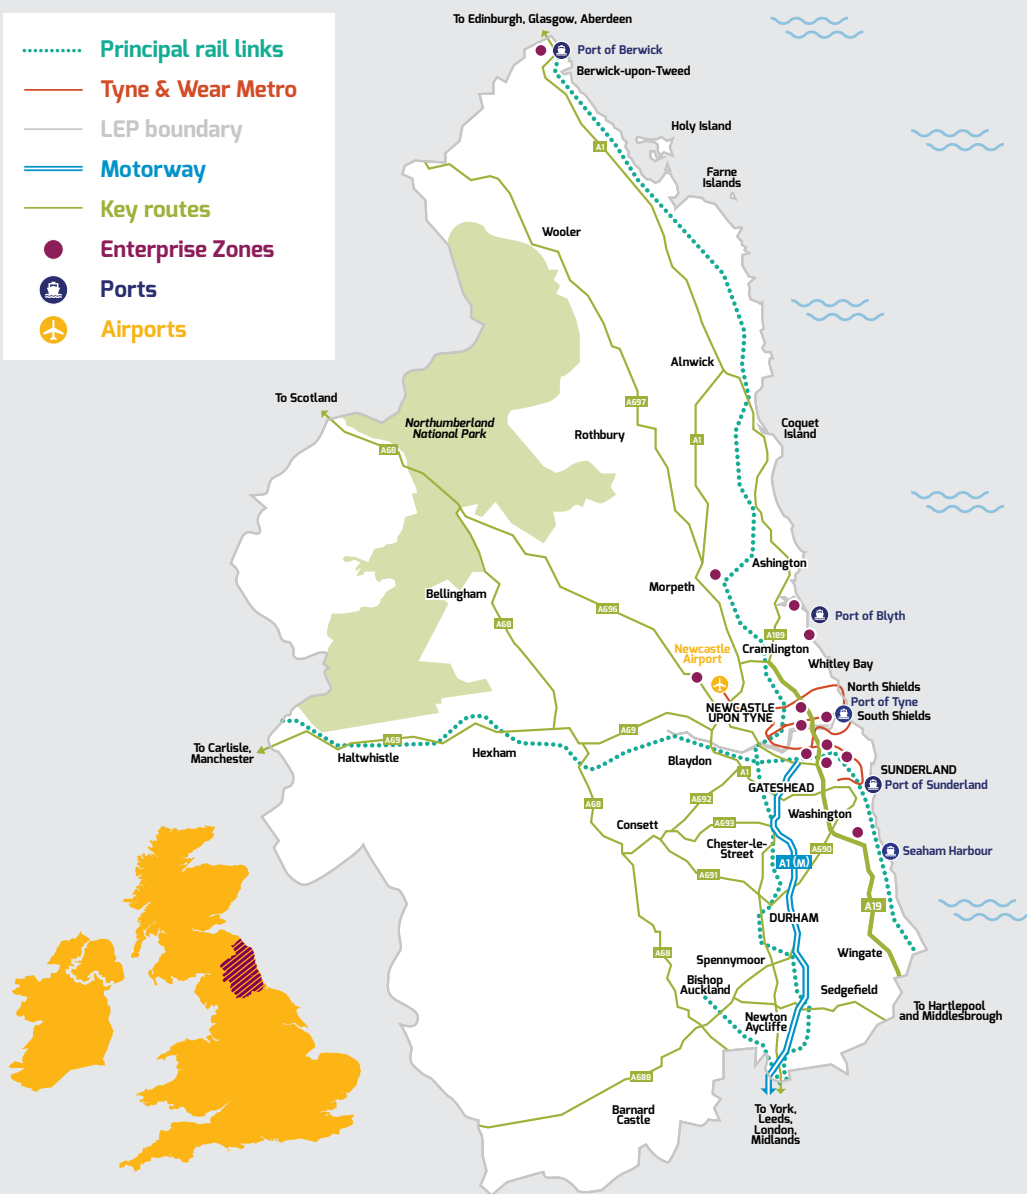 Principal rail links
Tyne & Wear Metro
LEP boundary
Motorway
Key routes
Enterprise Zones
Ports
Airports
To Edinburgh, Glasgow, Aberdeen
Port of Berwick
Berwick-upon-Tweed
Holy Island
A1
Farne
Islands
Wooler
Alnwick
To Scotland
A697
Northumberland
National Park
Rothbury
Coquet
Island
A1
A68
Ashington
Morpeth
Bellingham
A696
Port of Blyth
A68
A189
Newcastle
Airport
Cramlington
Whitley Bay
North Shields
Port of Tyne
NEWCASTLE
UPON TYNE
South Shields
A69
A69
To Carlisle,
Manchester
Haltwhistle
Hexham
Blaydon
A1
SUNDERLAND
Port of Sunderland
GATESHEAD
A692
A68
Washington
Consett
A693
Chester-le-
Street
A690
Seaham Harbour
A1 (M)
A691
A19
DURHAM
A68
Wingate
Spennymoor
Bishop
Auckland
Sedgefield
To Hartlepool
and Middlesbrough
Newton
Aycliffe
A688
Barnard
Castle
To York,
Leeds,
London,
Midlands